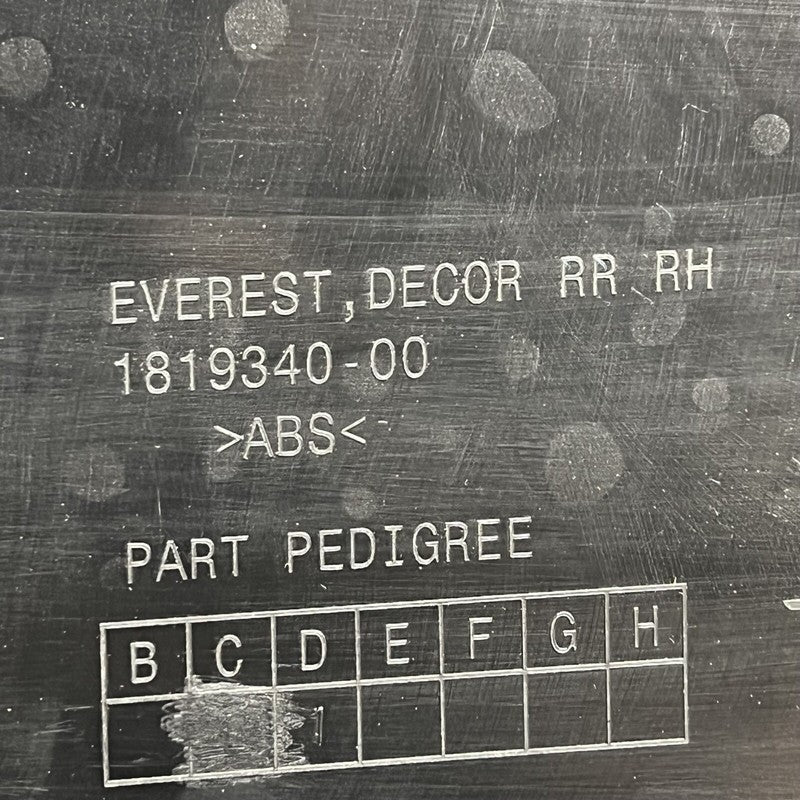 EVEREST,DECOR RR RH
1819340-00
>ABS<
PART PEDIGREE
B C D E F G H